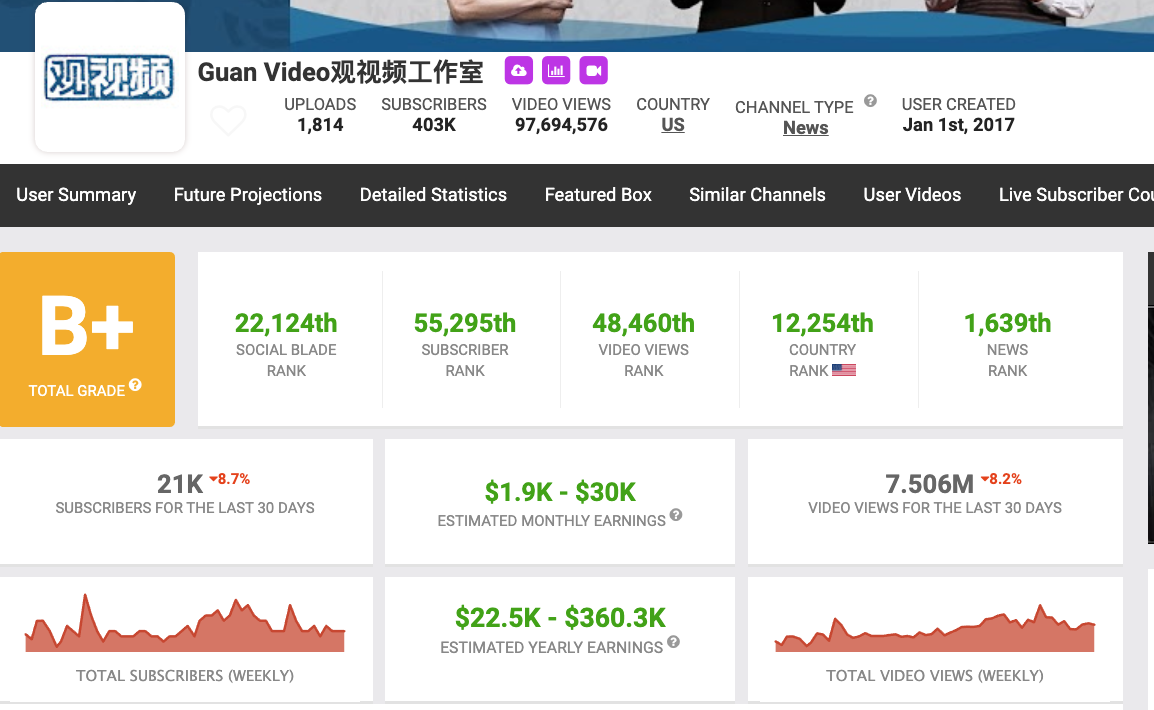 观视频
Guan Video观视频工作室
UPLOADS
1,814
SUBSCRIBERS
403K
VIDEO VIEWS
97,694,576
COUNTRY
US
CHANNEL TYPE ?
News
USER CREATED
Jan 1st, 2017
User Summary Future Projections Detailed Statistics Featured Box Similar Channels User Videos Live Subscriber Cou
B+
TOTAL GRADE ?
22,124th
SOCIAL BLADE
RANK
55,295th
SUBSCRIBER
RANK
48,460th
VIDEO VIEWS
RANK
12,254th
COUNTRY
RANK
1,639th
NEWS
RANK
21K 8.7%
SUBSCRIBERS FOR THE LAST 30 DAYS
$1.9K - $30K
ESTIMATED MONTHLY EARNINGS ?
7.506M 8.2%
VIDEO VIEWS FOR THE LAST 30 DAYS
TOTAL SUBSCRIBERS (WEEKLY)
$22.5K - $360.3K
ESTIMATED YEARLY EARNINGS ?
TOTAL VIDEO VIEWS (WEEKLY)